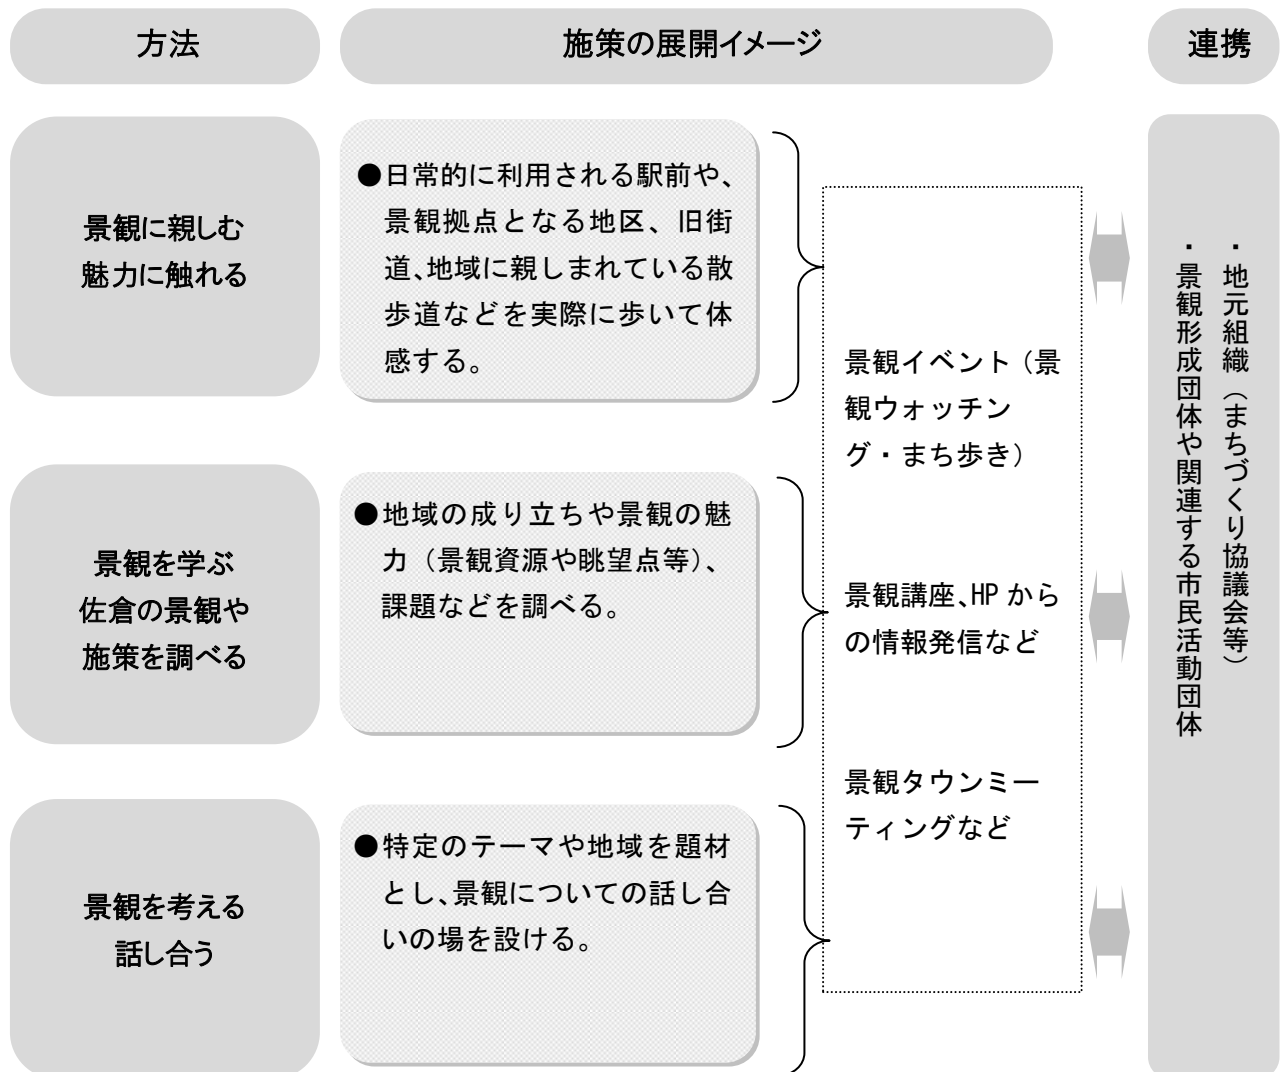 方法
施策の展開イメージ
連携
景観に親しむ
魅力に触れる
●日常的に利用される駅前や、
景観拠点となる地区、旧街
道、地域に親しまれている散
歩道などを実際に歩いて体
感する。
景観を学ぶ
佐倉の景観や
施策を調べる
●地域の成り立ちや景観の魅
力（景観資源や眺望点等）、
課題などを調べる。
景観を考える
話し合う
●特定のテーマや地域を題材
とし、景観についての話し合
いの場を設ける。
景観イベント（景
観ウォッチン
グ・まち歩き）
景観講座、HPから
の情報発信など
景観タウンミー
ティングなど
・地元組織（まちづくり協議会等）
・景観形成団体や関連する市民活動団体